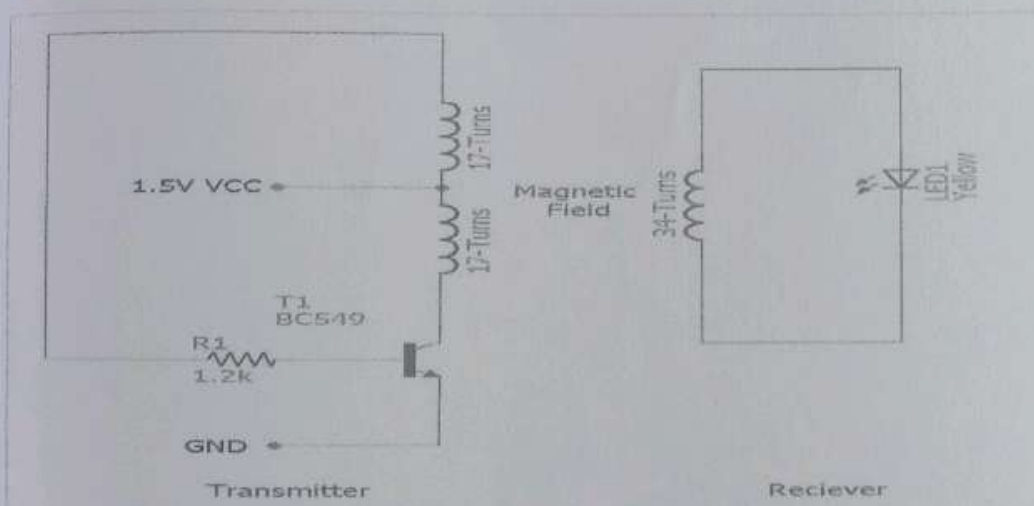 17-Turns
1.5V VCC
17-Turns
Magnetic
Field
34-Turns
LED1
Yellow
T1
BC549
R1
1.2k
GND
Transmitter
Reciever